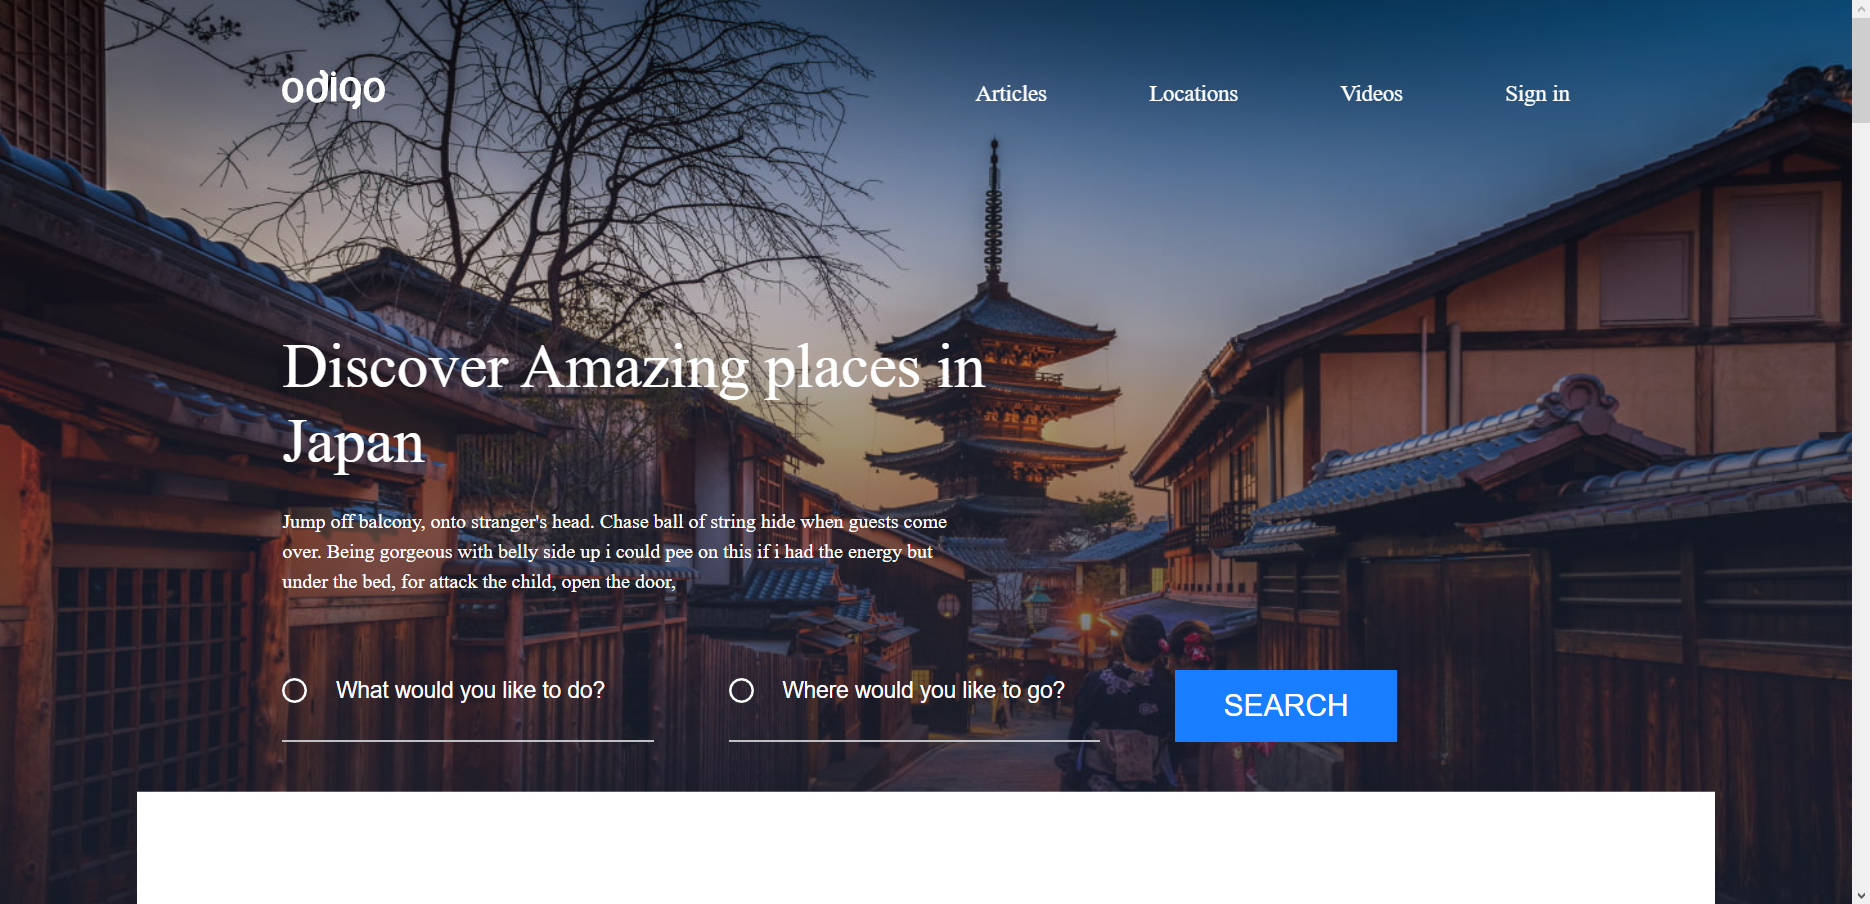 odigo
Articles
Locations
Videos
Sign in
Discover Amazing places in
Japan
Jump off balcony, onto stranger's head. Chase ball of string hide when guests come
over. Being gorgeous with belly side up i could pee on this if i had the energy but
under the bed, for attack the child, open the door,
What would you like to do?
Where would you like to go?
SEARCH